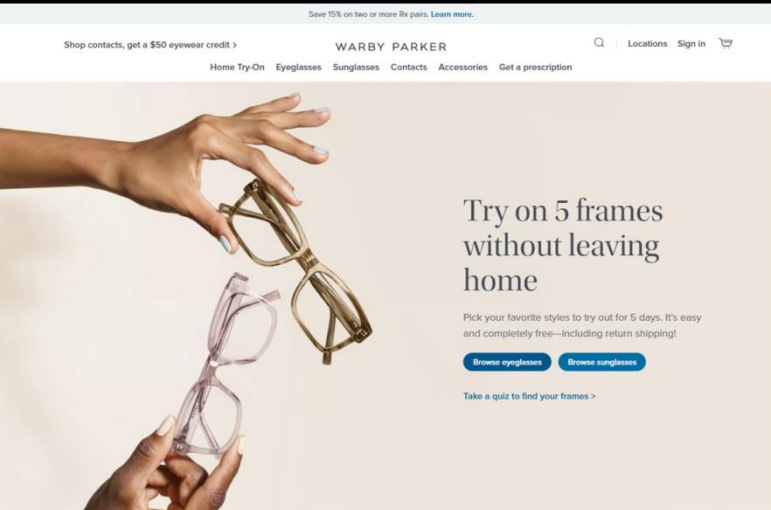 Save 15% on two or more Rx pairs. Learn more.
Shop contacts, get a $50 eyewear credit >
WARBY PARKER
Locations Sign in
Home Try-On Eyeglasses Sunglasses Contacts Accessories Get a prescription
Try on 5 frames
without leaving
home
Pick your favorite styles to try out for 5 days. It's easy
and completely free—including return shipping!
Browse eyeglasses Browse sunglasses
Take a quiz to find your frames >